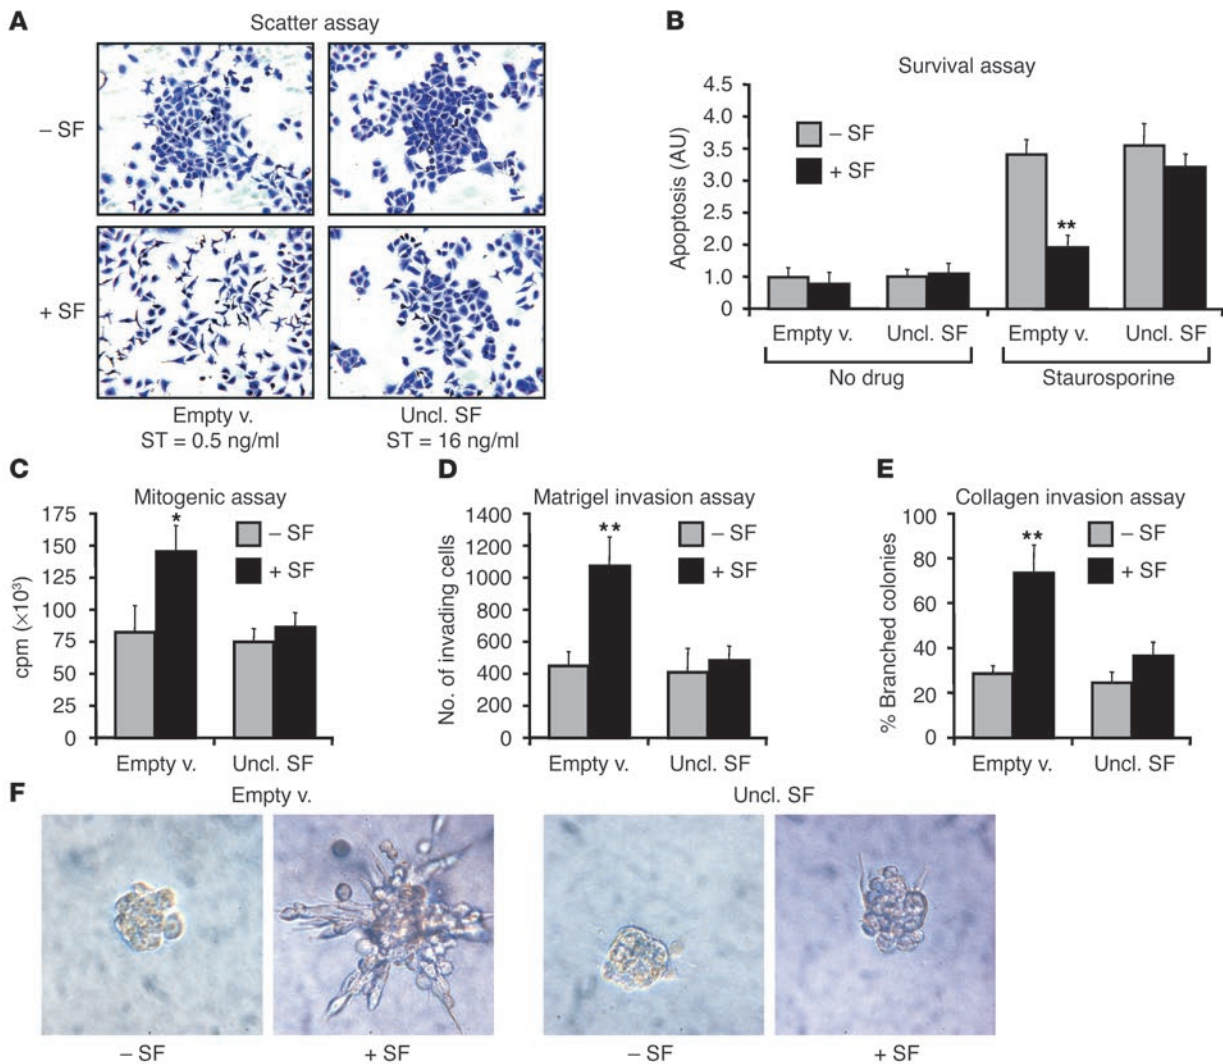 A
Scatter assay
– SF
+ SF
Empty v.
ST = 0.5 ng/ml
Uncl. SF
ST = 16 ng/ml
B
Survival assay
Apoptosis (AU)
4.5
4.0
3.5
3.0
2.5
2.0
1.5
1.0
0
– SF
+ SF
**
Empty v.
Uncl. SF
Empty v.
Uncl. SF
No drug
Staurosporine
C
Mitogenic assay
cpm (×10³)
175
150
125
100
75
50
25
0
*
– SF
+ SF
Empty v.
Uncl. SF
D
Matrigel invasion assay
No. of invading cells
1400
1200
1000
800
600
400
200
0
**
– SF
+ SF
Empty v.
Uncl. SF
E
Collagen invasion assay
% Branched colonies
100
80
60
40
20
0
**
– SF
+ SF
Empty v.
Uncl. SF
F
Empty v.
Uncl. SF
– SF
+ SF
– SF
+ SF